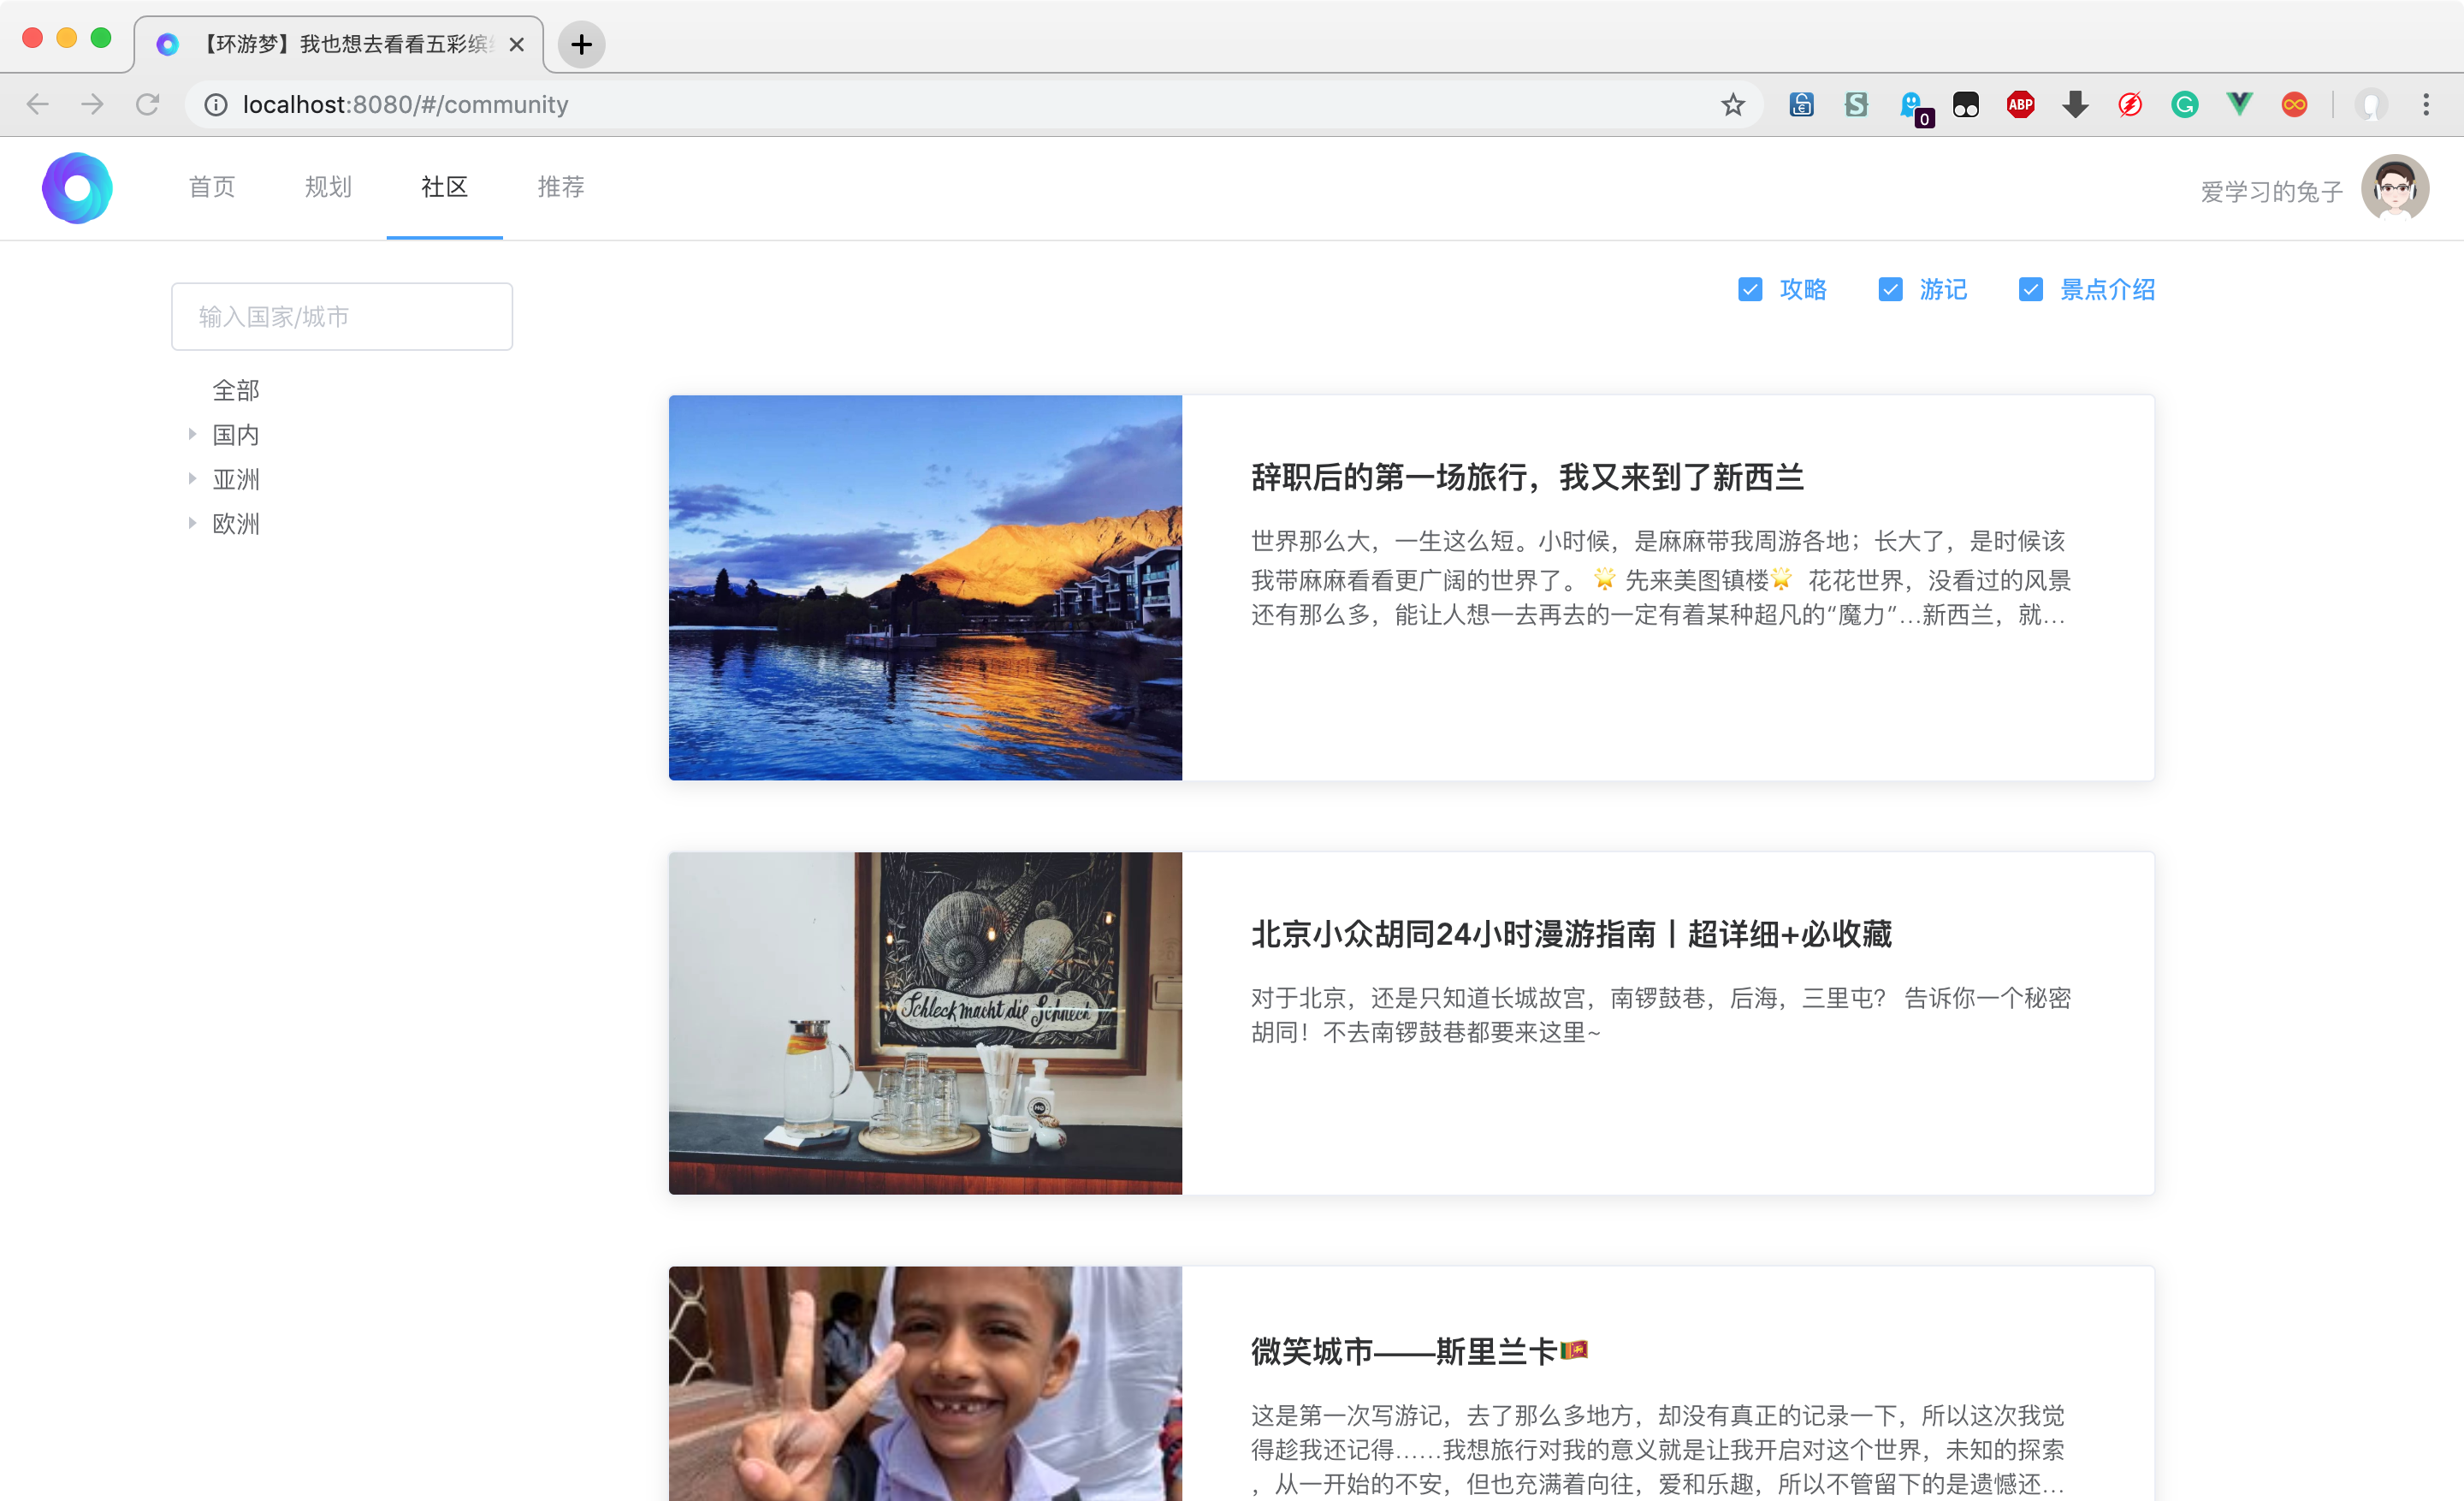 【环游梦】我也想去看看五彩缤
localhost:8080/#/community
0
ABP
首页
规划
社区
推荐
爱学习的兔子
输入国家/城市
攻略
游记
景点介绍
全部
国内
亚洲
欧洲
辞职后的第一场旅行，我又来到了新西兰
世界那么大，一生这么短。小时候，是麻麻带我周游各地；长大了，是时候该
我带麻麻看看更广阔的世界了。 🌟 先来美图镇楼🌟 花花世界，没看过的风景
还有那么多，能让人想一去再去的一定有着某种超凡的“魔力”…新西兰，就…
Schleck macht die Schneck
北京小众胡同24小时漫游指南丨超详细+必收藏
对于北京，还是只知道长城故宫，南锣鼓巷，后海，三里屯？ 告诉你一个秘密
胡同！不去南锣鼓巷都要来这里~
微笑城市——斯里兰卡🇱🇰
这是第一次写游记，去了那么多地方，却没有真正的记录一下，所以这次我觉
得趁我还记得……我想旅行对我的意义就是让我开启对这个世界，未知的探索
，从一开始的不安，但也充满着向往，爱和乐趣，所以不管留下的是遗憾还…